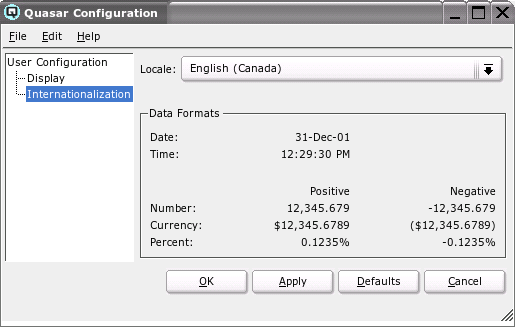 Quasar Configuration
File Edit Help
User Configuration
Display
Internationalization
Locale: English (Canada)
Data Formats
Date: 31-Dec-01
Time: 12:29:30 PM
Positive Negative
Number: 12,345.679 -12,345.679
Currency: $12,345.6789 ($12,345.6789)
Percent: 0.1235% -0.1235%
OK Apply Defaults Cancel